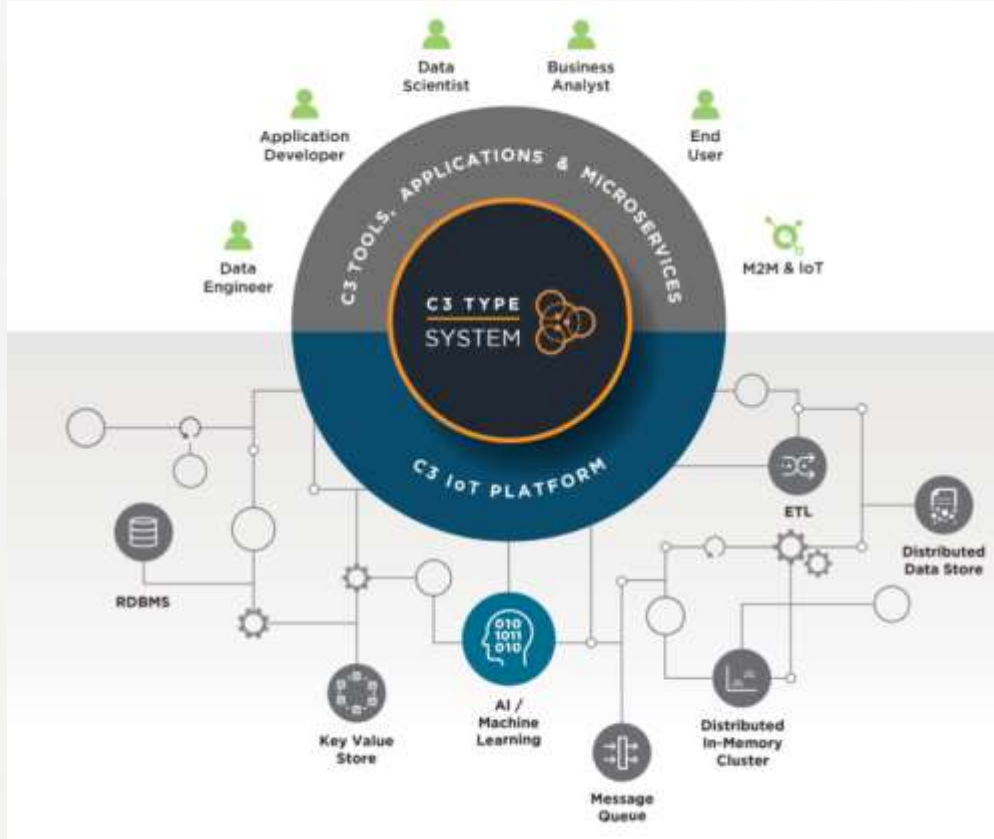 Data
Scientist
Business
Analyst
Application
Developer
End
User
Data
Engineer
M2M & IoT
C3 TOOLS, APPLICATIONS & MICROSERVICES
C3 TYPE
SYSTEM
C3 IoT PLATFORM
ETL
RDBMS
Distributed
Data Store
010
1011
010
AI /
Machine
Learning
Key Value
Store
Distributed
In-Memory
Cluster
Message
Queue